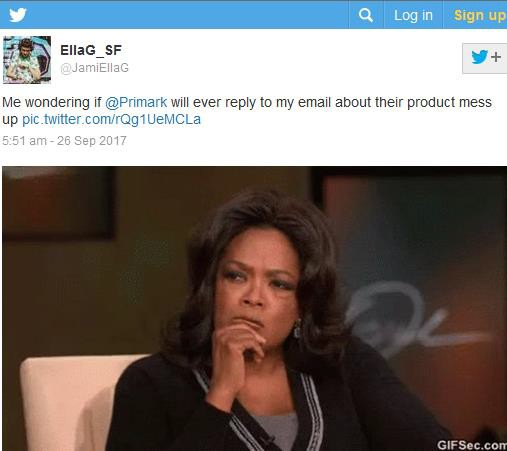 Log in Sign up
EllaG_SF
@JamiEllaG
Me wondering if @Primark will ever reply to my email about their product mess
up pic.twitter.com/rQg1UeMCLa
5:51 am - 26 Sep 2017
GIFSec.com